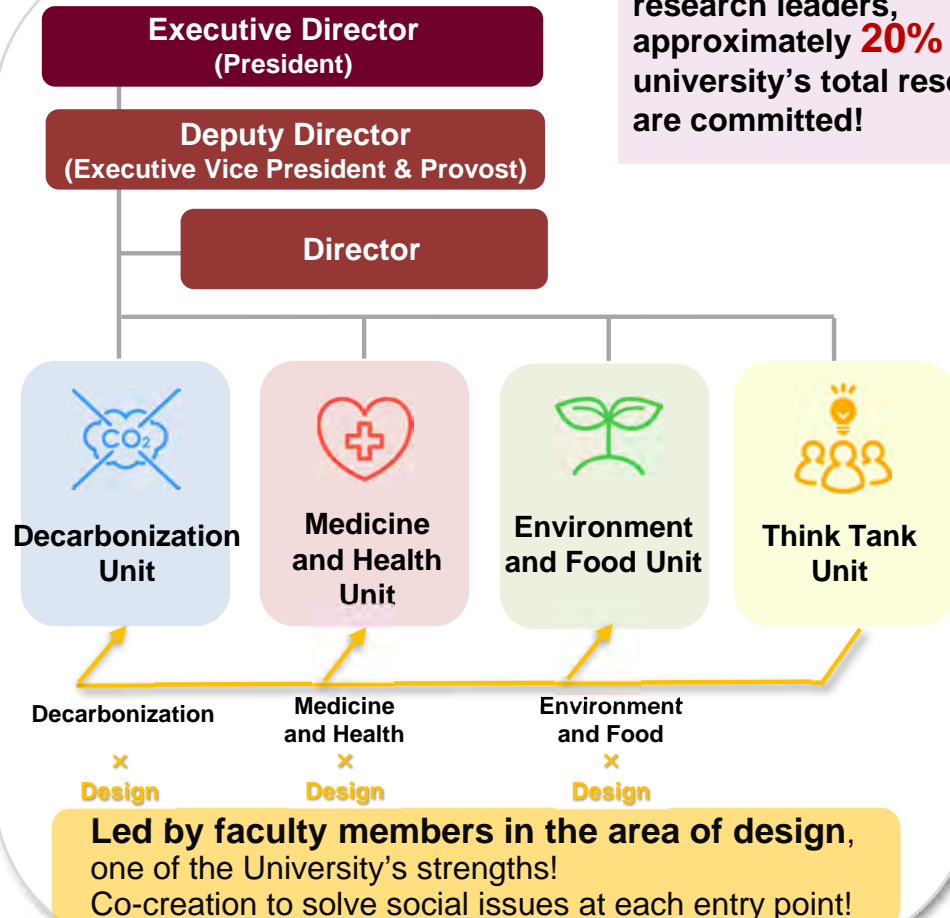 research leaders,
approximately 20%
university's total
are committed!
Executive Director
(President)
Deputy Director
(Executive Vice President & Provost)
Director
CO2
Decarbonization
Unit
Medicine
and Health
Unit
Environment
and Food Unit
Think Tank
Unit
Decarbonization
×
Design
Medicine
and Health
×
Design
Environment
and Food
×
Design
Led by faculty members in the area of design,
one of the University's strengths!
Co-creation to solve social issues at each entry point!